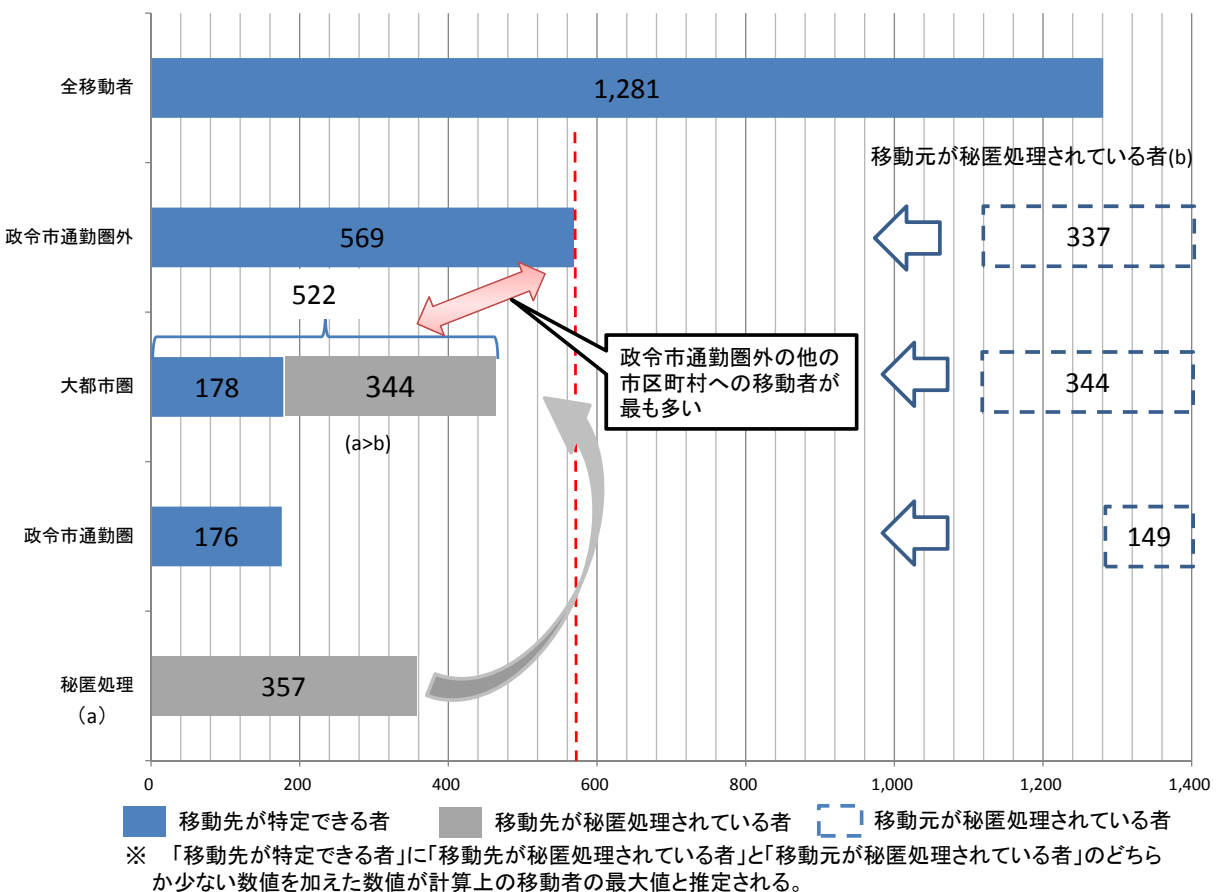 全移動者
1,281
移動元が秘匿処理されている者(b)
政令市通勤圏外
569
337
522
政令市通勤圏外の他の
市区町村への移動者が
最も多い
大都市圏
178
344
344
(a>b)
政令市通勤圏
176
149
秘匿処理
（a）
357
0
200
400
600
800
1,000
1,200
1,400
移動先が特定できる者
移動先が秘匿処理されている者
移動元が秘匿処理されている者
※　「移動先が特定できる者」に「移動先が秘匿処理されている者」と「移動元が秘匿処理されている者」のどちら
か少ない数値を加えた数値が計算上の移動者の最大値と推定される。